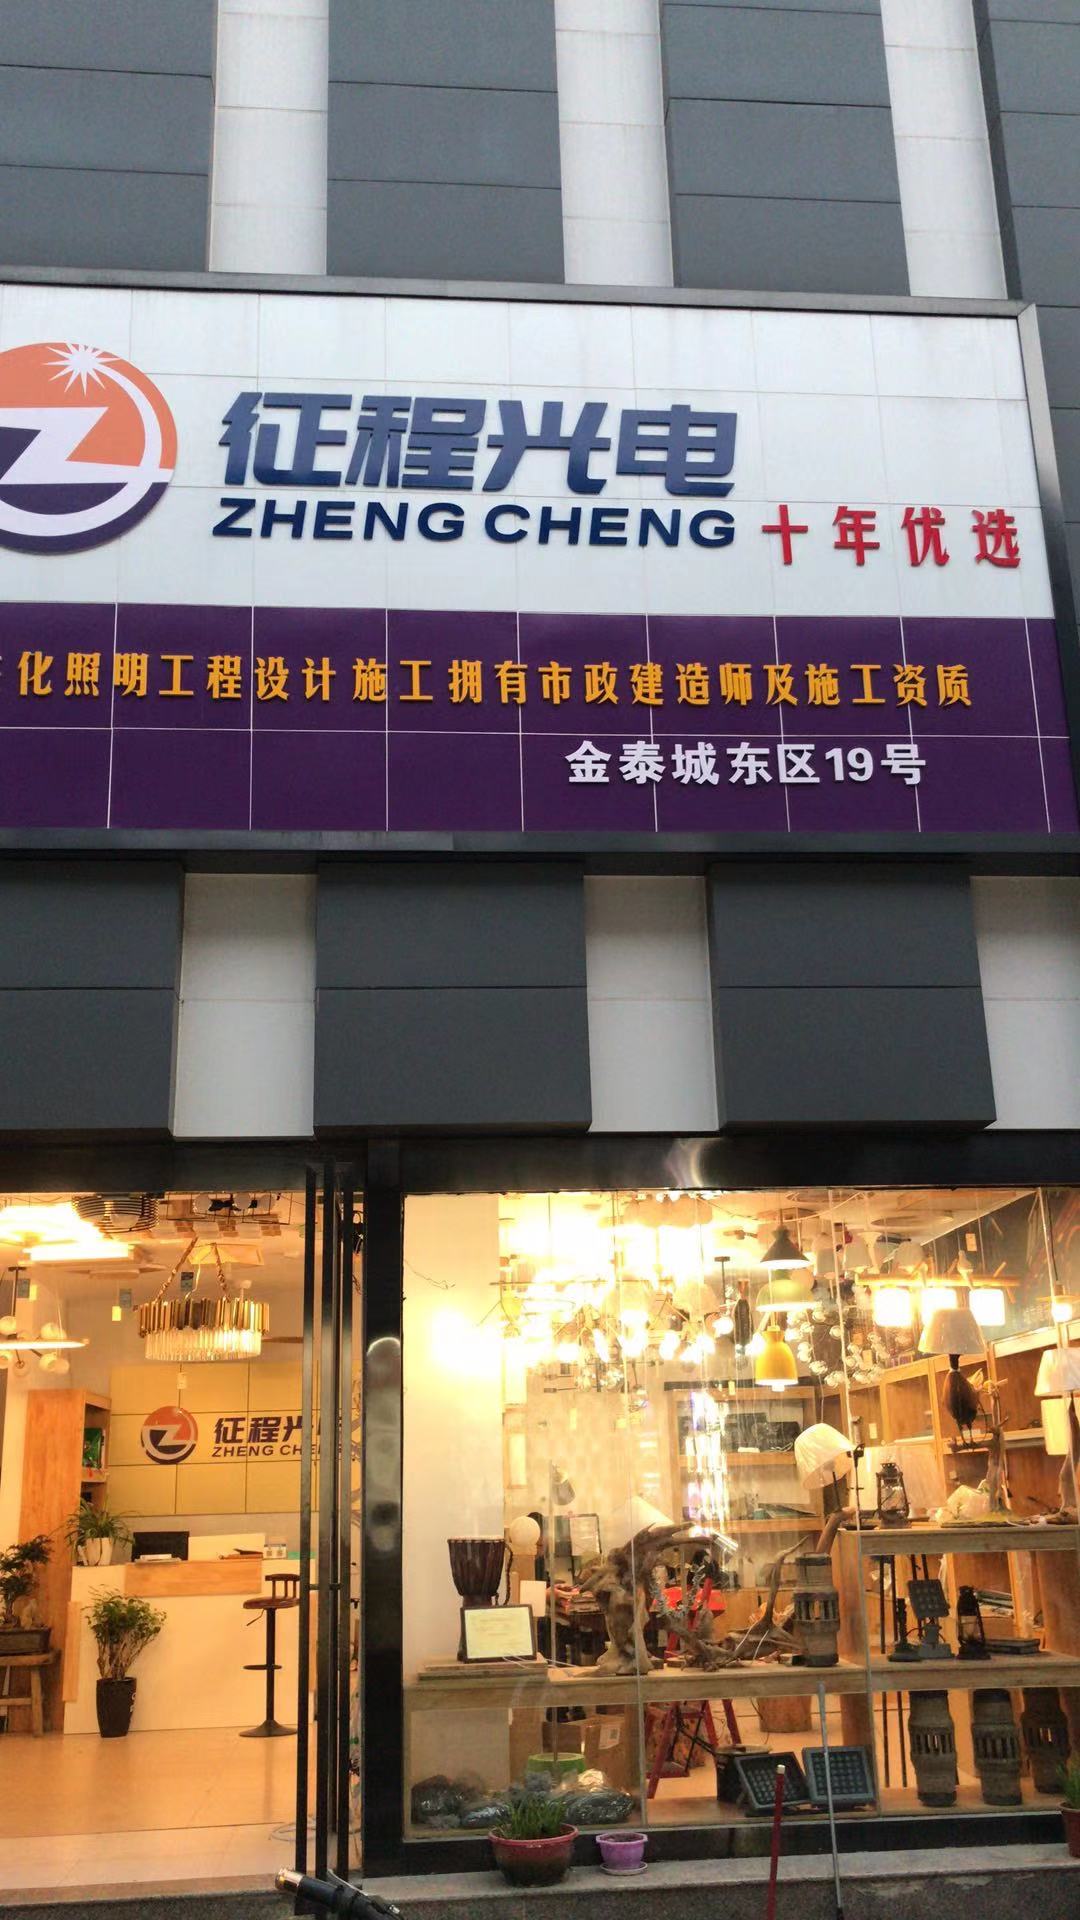 征程光电
ZHENG CHENG 十年优选
化照明工程设计施工拥有市政建造师及施工资质
金泰城东区19号
征程光
ZHENG CHENG